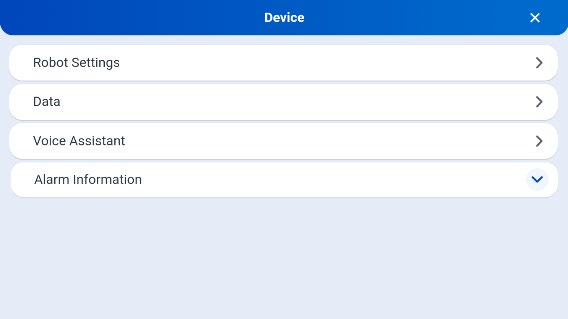 Device
Robot Settings
Data
Voice Assistant
Alarm Information